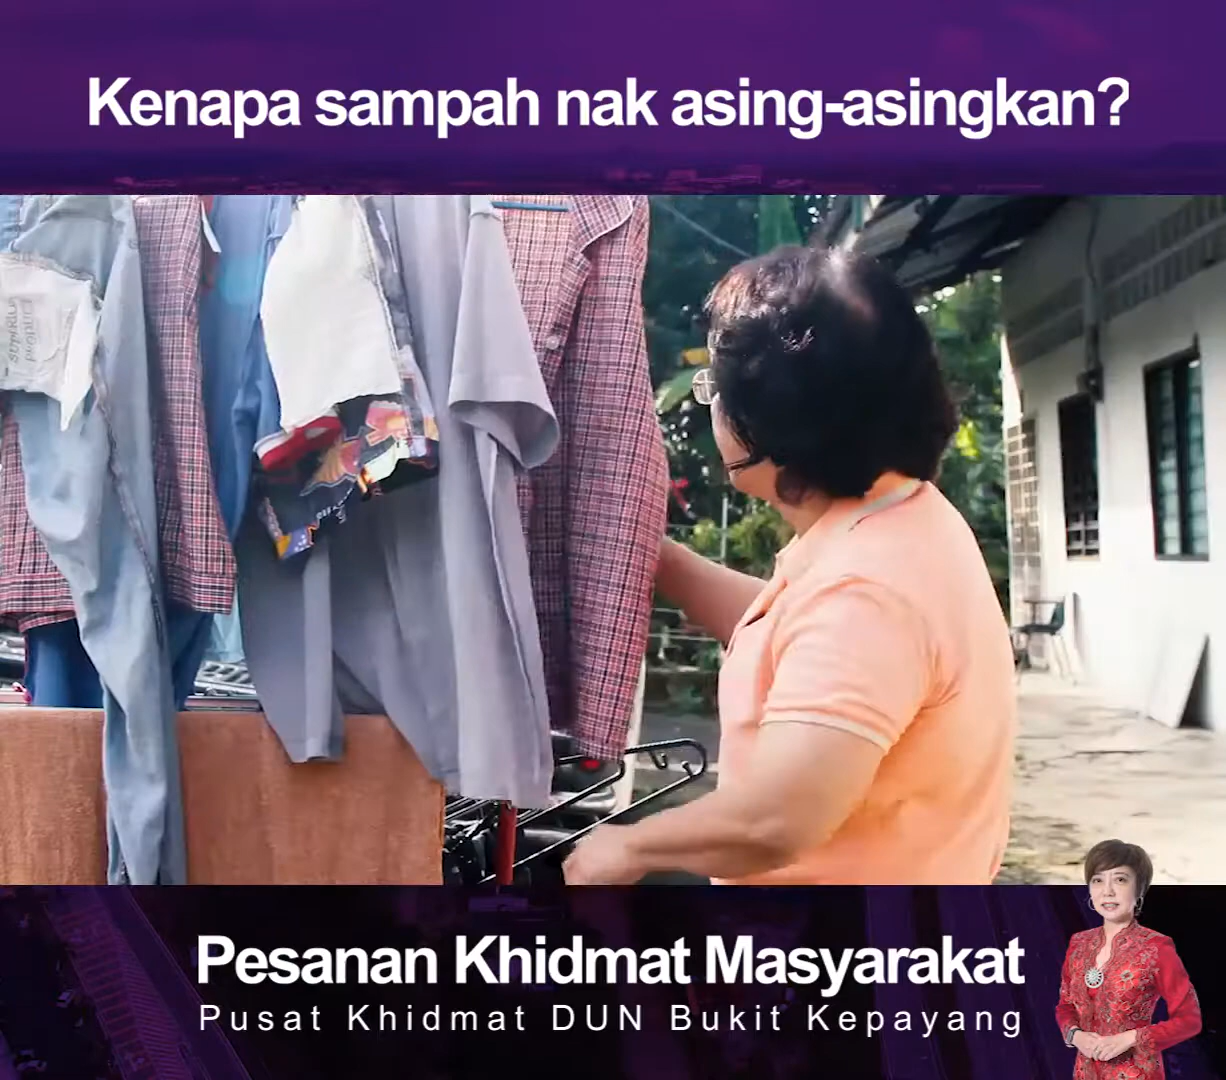 Kenapa sampah nak asing-asingkan?
Pesanan Khidmat Masyarakat
Pusat Khidmat DUN Bukit Kepayang